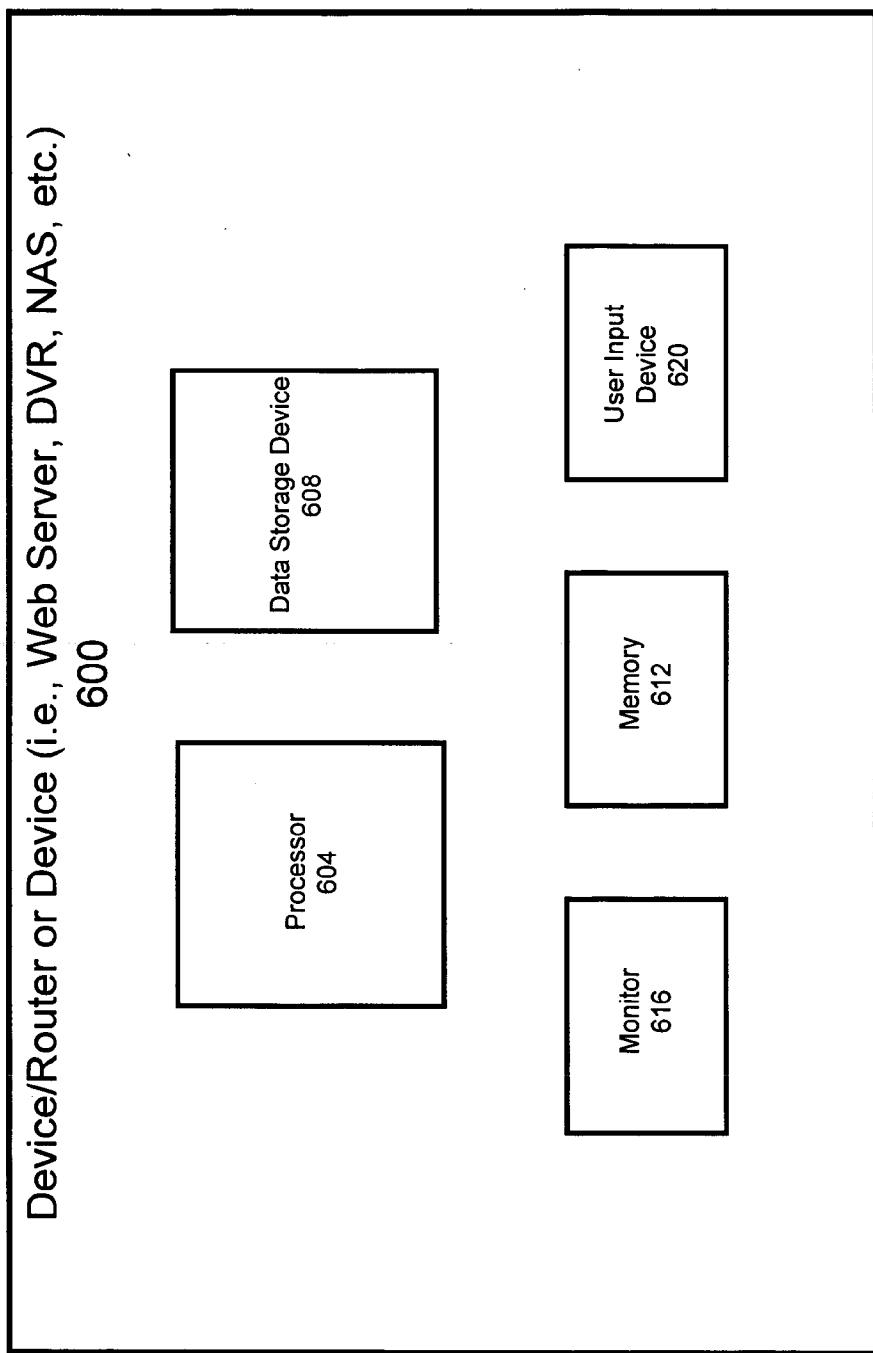 Device/Router or Device (i.e., Web Server, DVR, NAS, etc.)
600
Processor
604
Data Storage Device
608
Monitor
616
Memory
612
User Input
Device
620